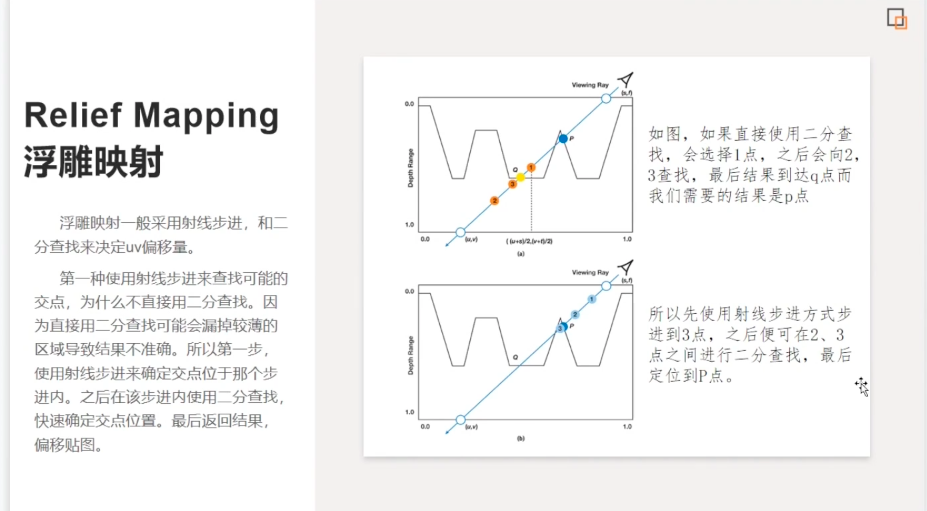 Relief Mapping
浮雕映射
浮雕映射一般采用射线步进，和二
分查找来决定uv偏移量。
第一种使用射线步进来查找可能的
交点，为什么不直接用二分查找。因
为直接用二分查找可能会漏掉较薄的
区域导致结果不准确。所以第一步，
使用射线步进来确定交点位于那个步
进内。之后在该步进内使用二分查找，
快速确定交点位置。最后返回结果，
偏移贴图。
Viewing Ray
(s,t)
0.0
Depth Range
1.0
P
Q
1
3
2
0.0
(u,v)
((u+s)/2,(v+t)/2)
1.0
(a)
如图，如果直接使用二分查
找，会选择1点，之后会向2，
3查找，最后结果到达q点而
我们需要的结果是p点
Viewing Ray
(s,t)
0.0
Depth Range
1.0
1
2
3
P
Q
0.0
(u,v)
1.0
(b)
所以先使用射线步进方式步
进到3点，之后便可在2、3
点之间进行二分查找，最后
定位到P点。